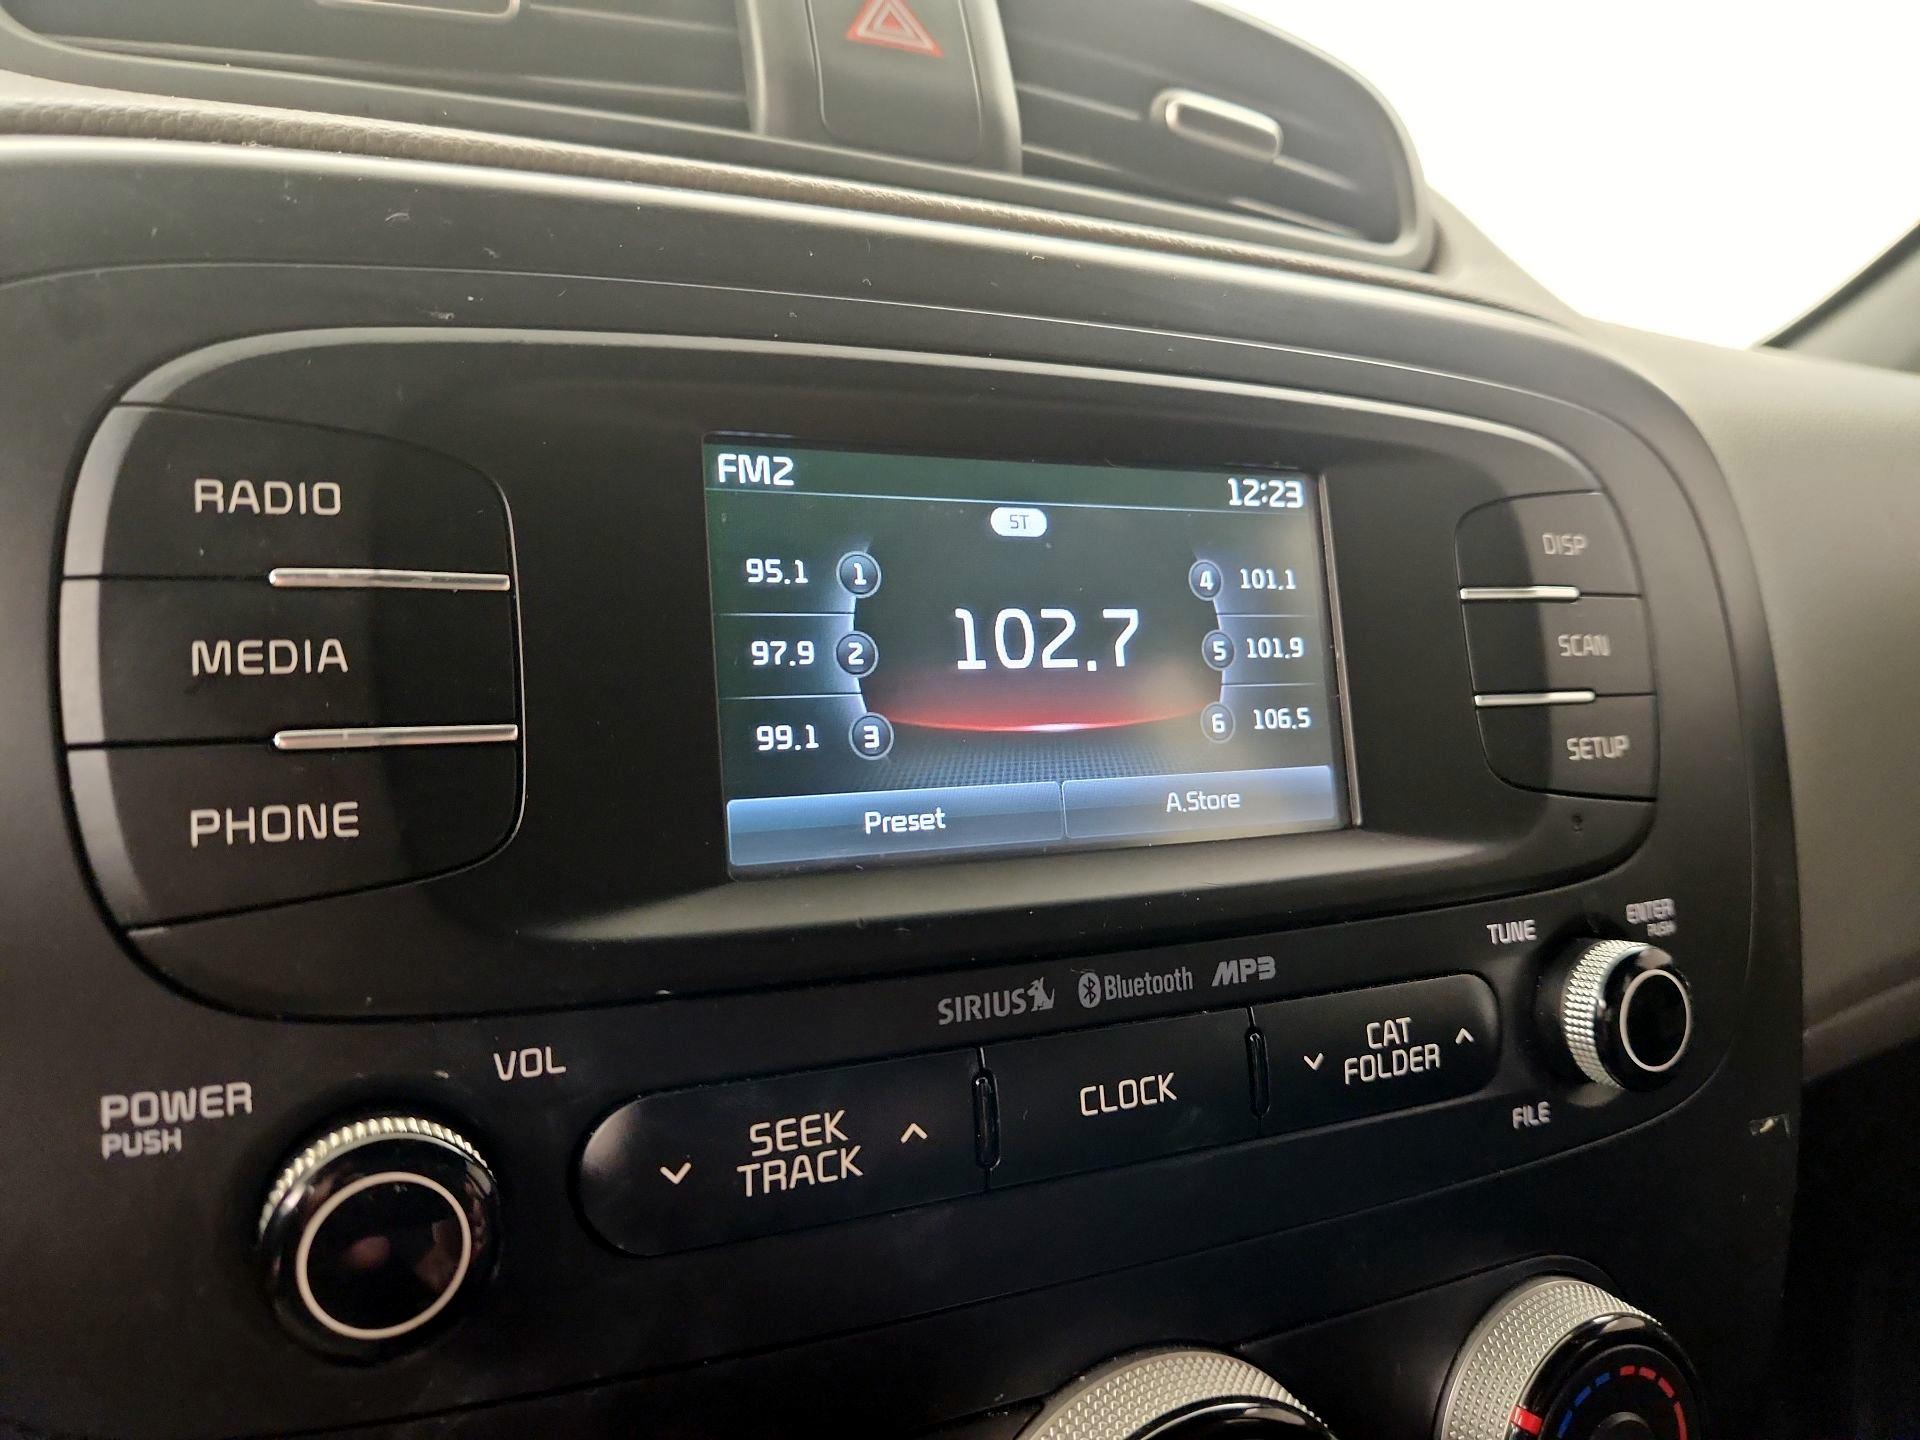 FM2
12:23
ST
95.1 1
97.9 2
99.1 3
102.7
4 101.1
5 101.9
6 106.5
Preset
A.Store
RADIO
MEDIA
PHONE
DISP
SCAN
SETUP
SIRIUS Bluetooth MP3
TUNE
ENTER
PUSH
FILE
POWER
PUSH
VOL
SEEK
TRACK
CLOCK
CAT
FOLDER